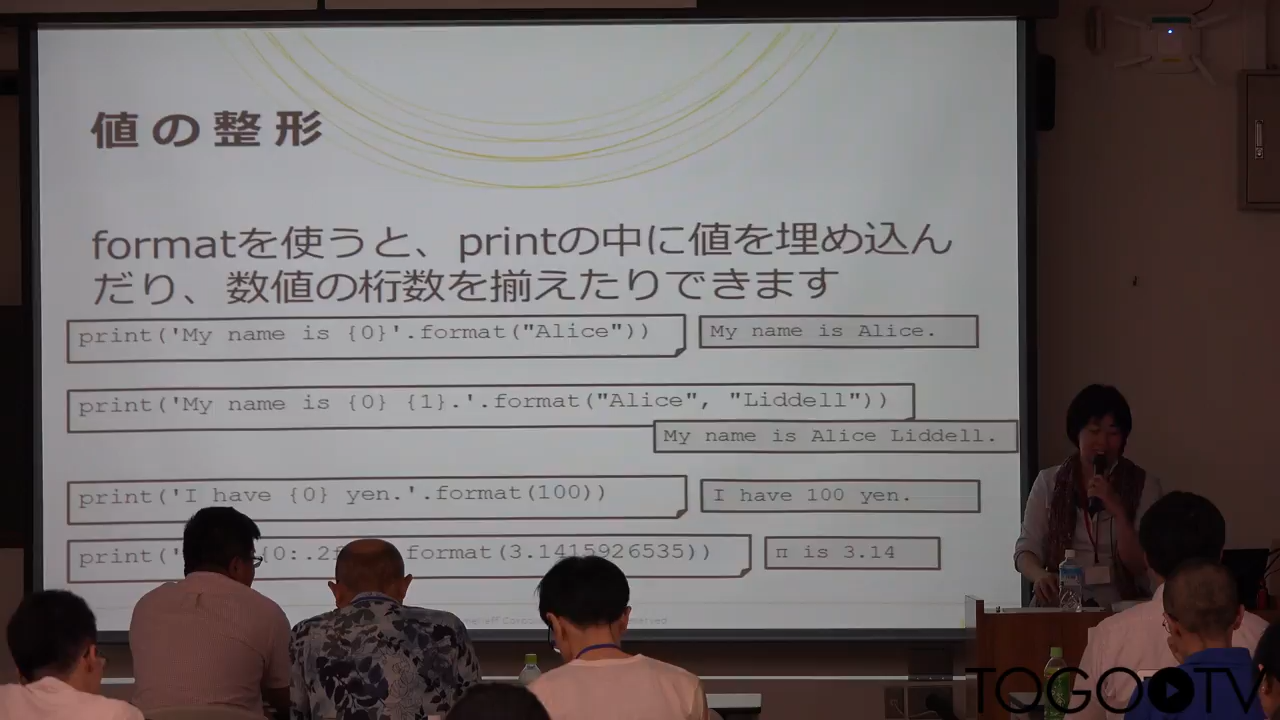 値の整形
formatを使うと、printの中に値を埋め込ん
だり、数値の桁数を揃えたりできます
print('My name is {0}'.format("Alice"))
My name is Alice.
print('My name is {0} {1}.'.format("Alice", "Liddell"))
My name is Alice Liddell.
print('I have {0} yen.'.format(100))
I have 100 yen.
print(' {0:.2f .format(3.1415926535))
π is 3.14
TQGOOTV